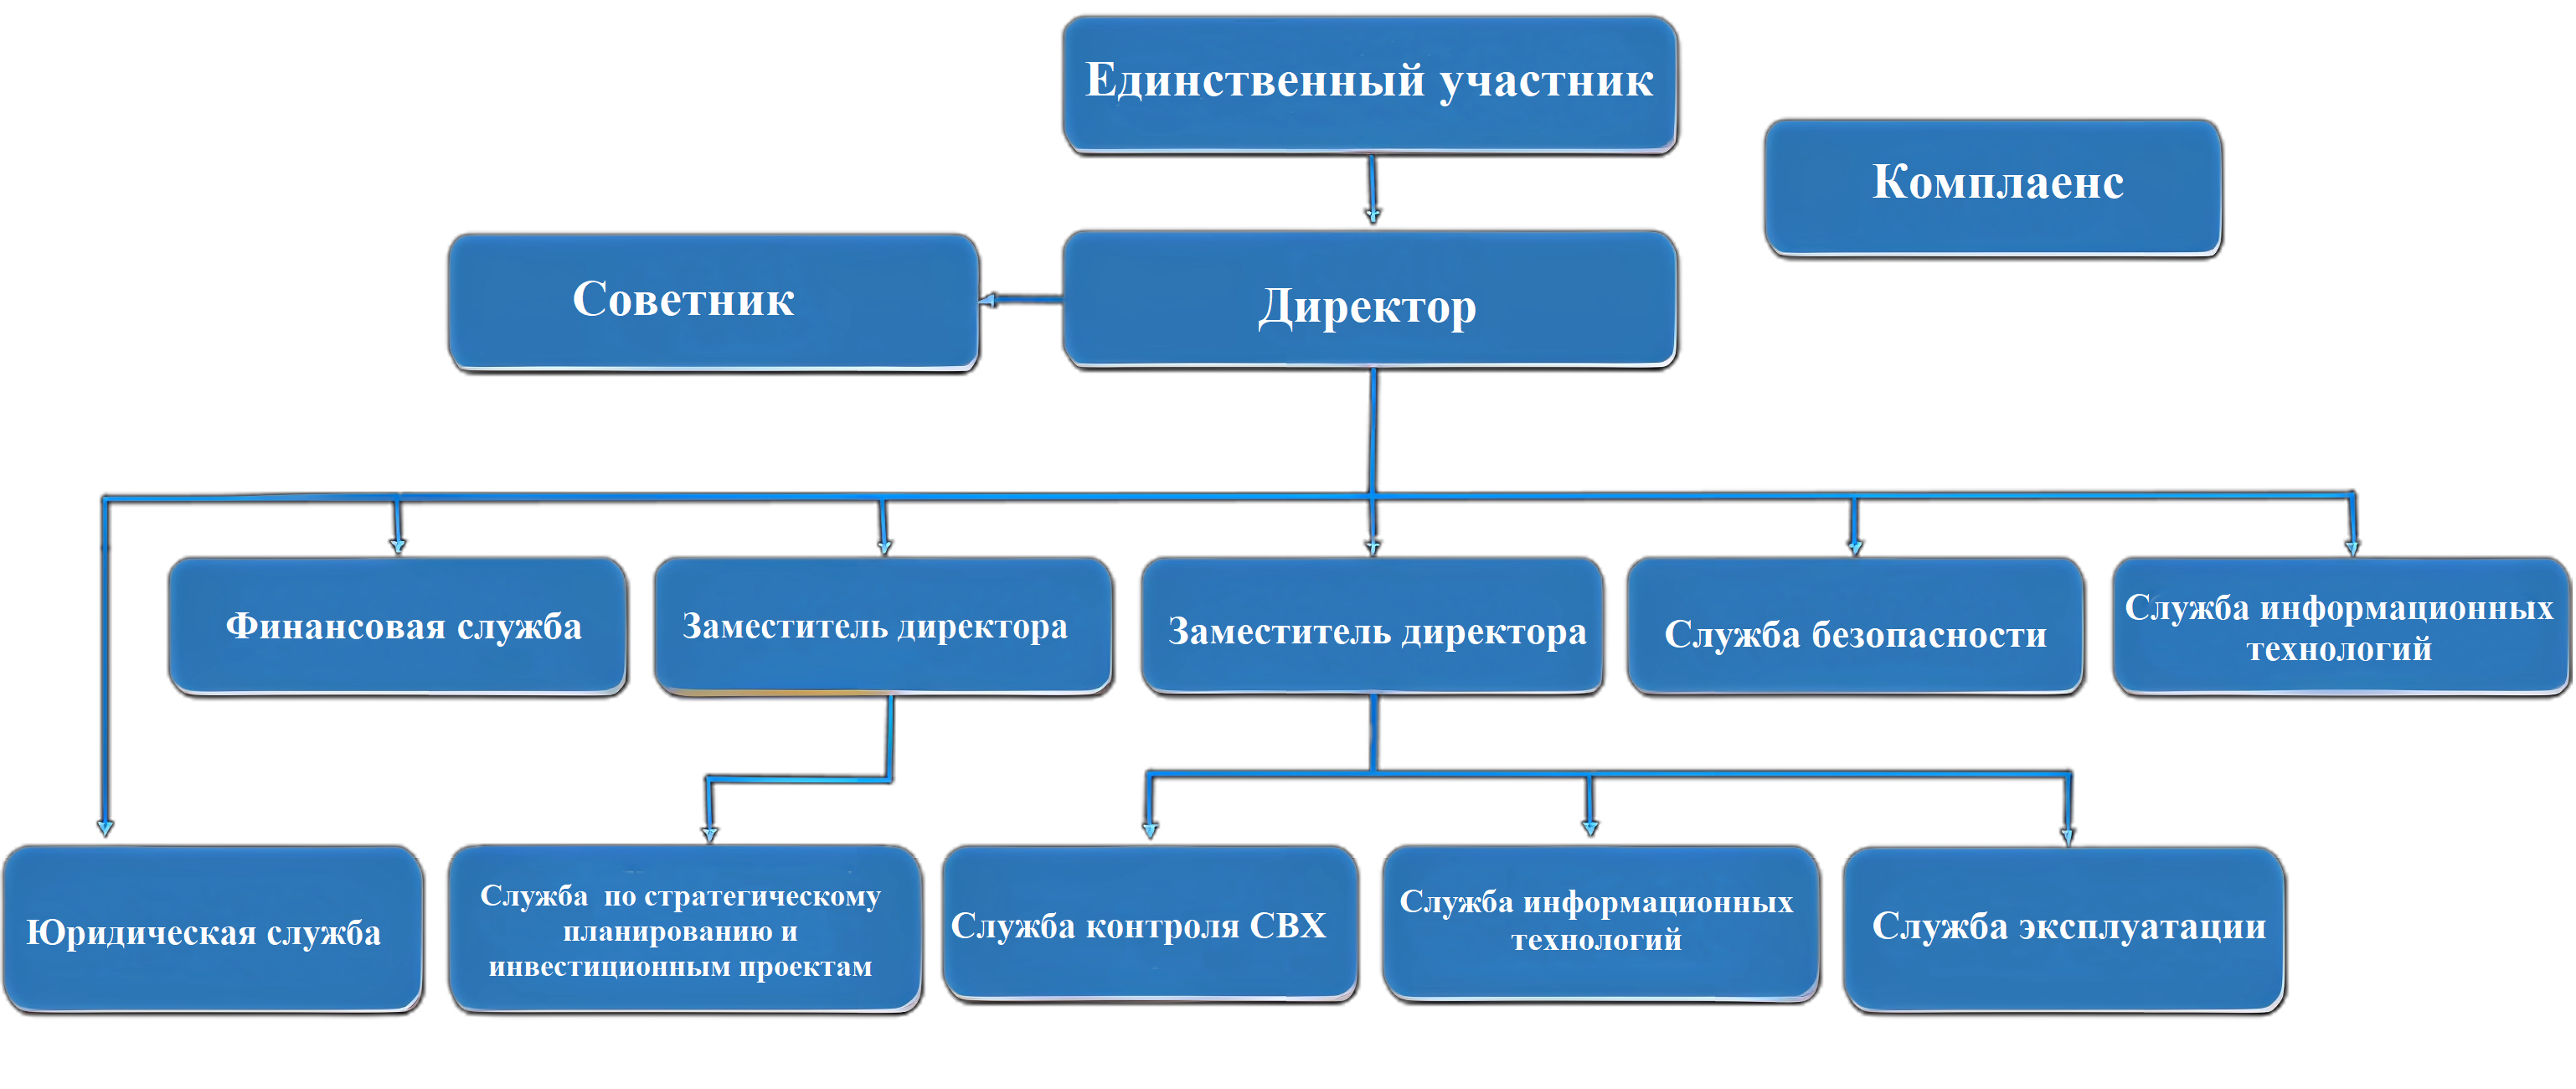 Единственный участник
Комплаенс
Советник
Директор
Финансовая служба
Заместитель директора
Заместитель директора
Служба безопасности
Служба информационных
технологий
Юридическая служба
Служба по стратегическому
планированию и
инвестиционным проектам
Служба контроля СВХ
Служба информационных
технологий
Служба эксплуатации